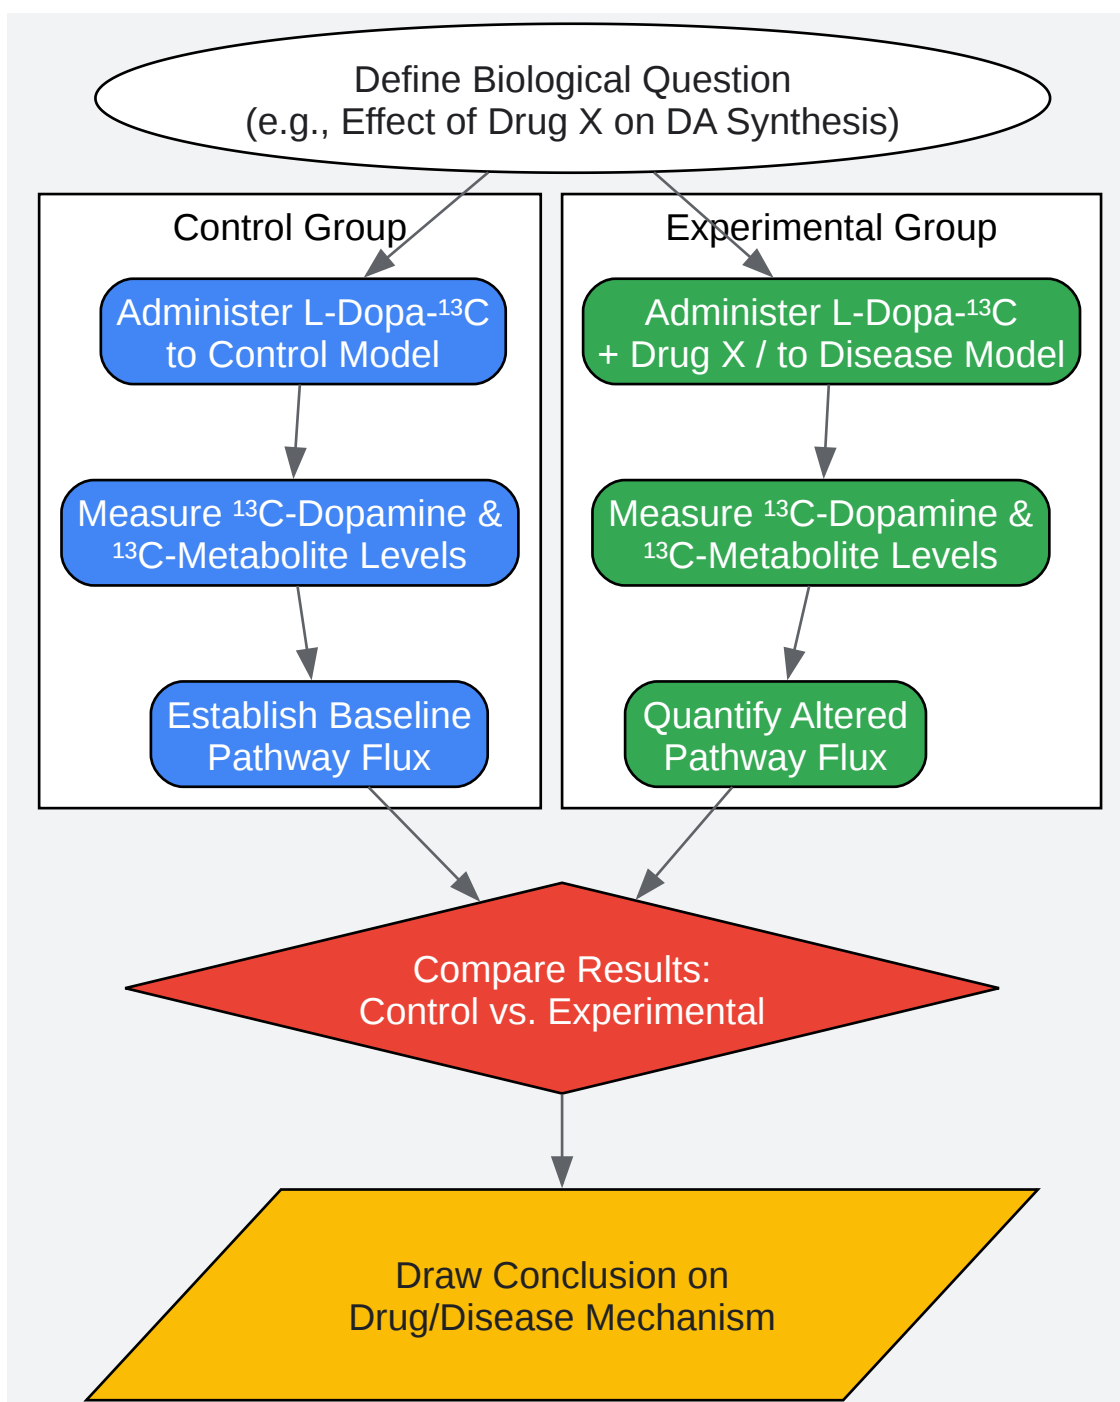 Define Biological Question
(e.g., Effect of Drug X on DA Synthesis)
Control Group
Administer L-Dopa-¹³C
to Control Model
Measure ¹³C-Dopamine &
¹³C-Metabolite Levels
Establish Baseline
Pathway Flux
Experimental Group
Administer L-Dopa-¹³C
+ Drug X / to Disease Model
Measure ¹³C-Dopamine &
¹³C-Metabolite Levels
Quantify Altered
Pathway Flux
Compare Results:
Control vs. Experimental
Draw Conclusion on
Drug/Disease Mechanism